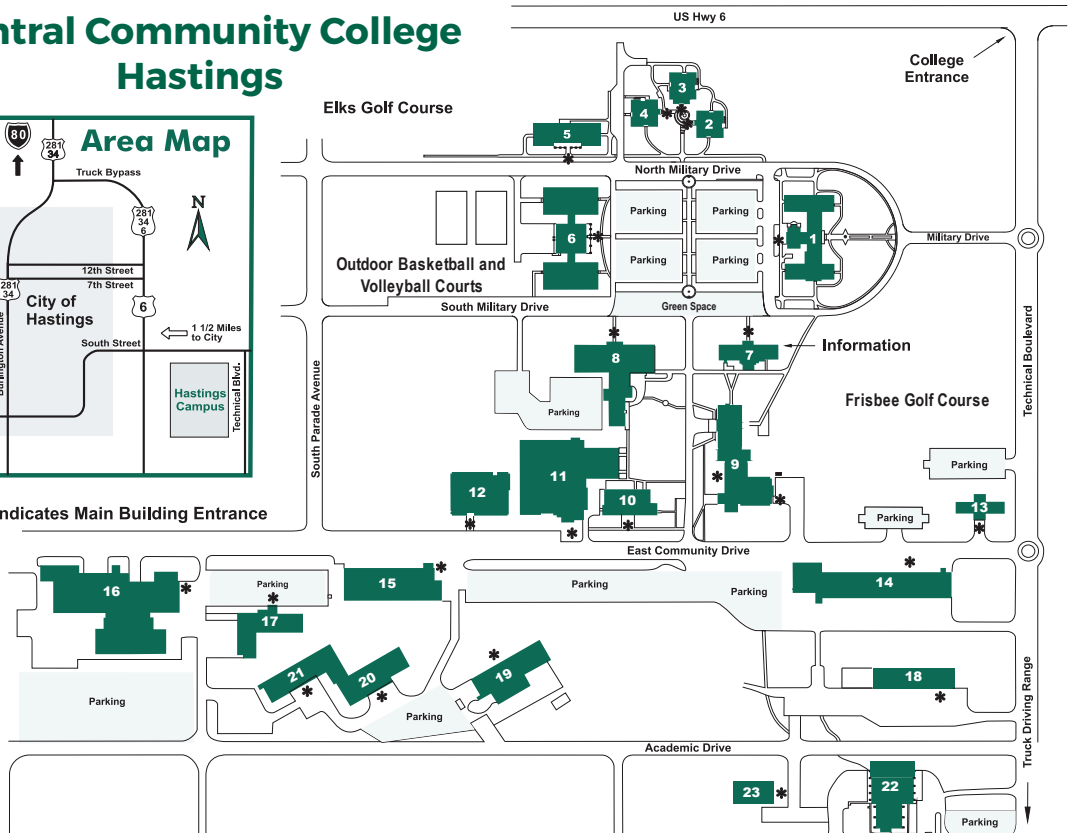 ntral Community College
Hastings
US Hwy 6
College
Entrance
Elks Golf Course
Area Map
80
281
34
Truck Bypass
281
34
6
N
12th Street
7th Street
281
34
City of
Hastings
6
1 1/2 Miles
to City
South Street
Burlington Avenue
Hastings
Campus
Technical Blvd.
3
4
2
5
North Military Drive
Parking
Parking
6
1
Military Drive
Parking
Parking
Outdoor Basketball and
Volleyball Courts
South Military Drive
Green Space
8
7
Information
South Parade Avenue
Technical Boulevard
Parking
Frisbee Golf Course
11
9
Parking
12
10
13
Parking
ndicates Main Building Entrance
East Community Drive
16
Parking
15
Parking
Parking
14
17
21
20
19
18
Parking
Parking
Truck Driving Range
Academic Drive
23
22
Parking